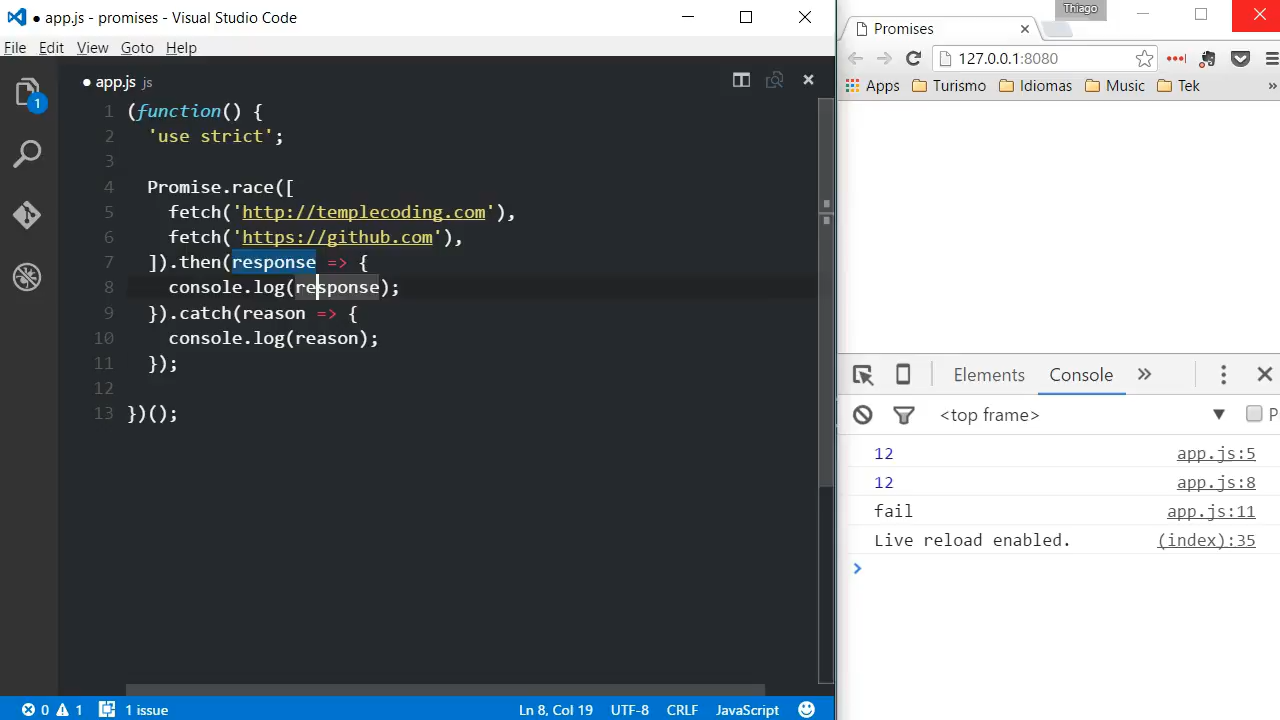 ● app.js - promises - Visual Studio Code
File Edit View Goto Help
● app.js js
1 (function() {
2 'use strict';
3
4 Promise.race([
5 fetch('http://templecoding.com'),
6 fetch('https://github.com'),
7 ]).then(response => {
8 console.log(response);
9 }).catch(reason => {
10 console.log(reason);
11 });
12
13 })();
1
0 1 1 issue Ln 8, Col 19 UTF-8 CRLF JavaScript
Thiago
Promises
127.0.0.1:8080
Apps Turismo Idiomas Music Tek »
Elements Console »
<top frame> ▼ P
12 app.js:5
12 app.js:8
fail app.js:11
Live reload enabled. (index):35
>